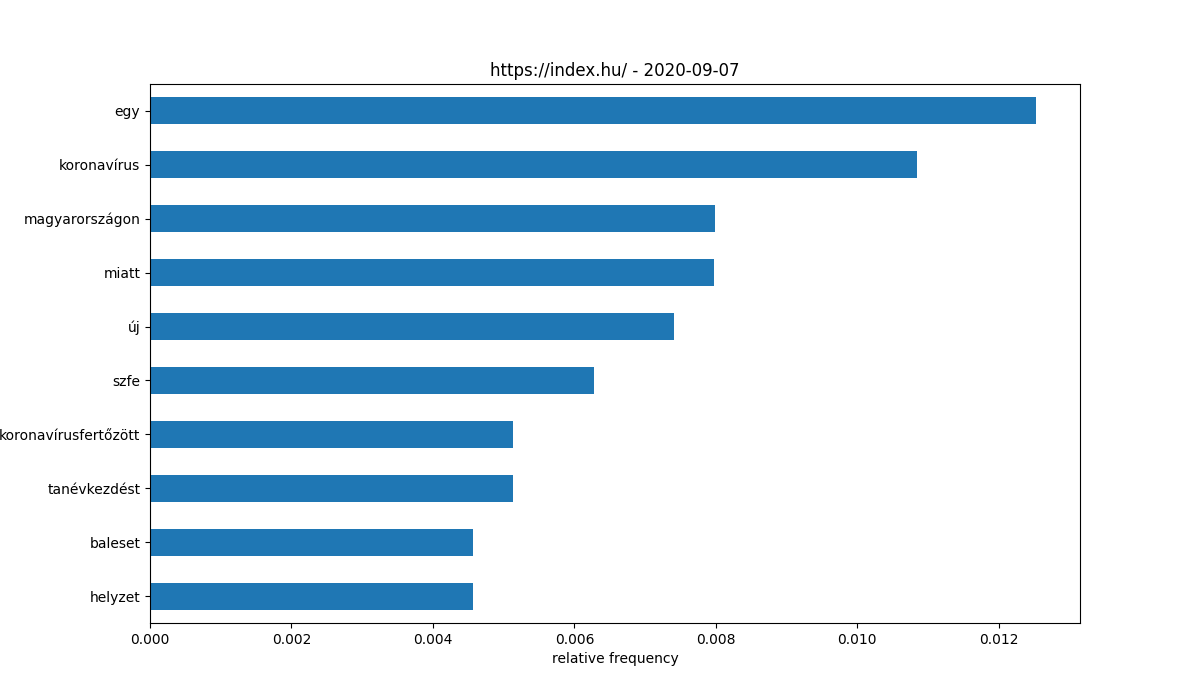 https://index.hu/ - 2020-09-07
egy
koronavírus
magyarországon
miatt
új
szfe
koronavírusfertőzött
tanévkezdést
baleset
helyzet
0.000 0.002 0.004 0.006 0.008 0.010 0.012
relative frequency